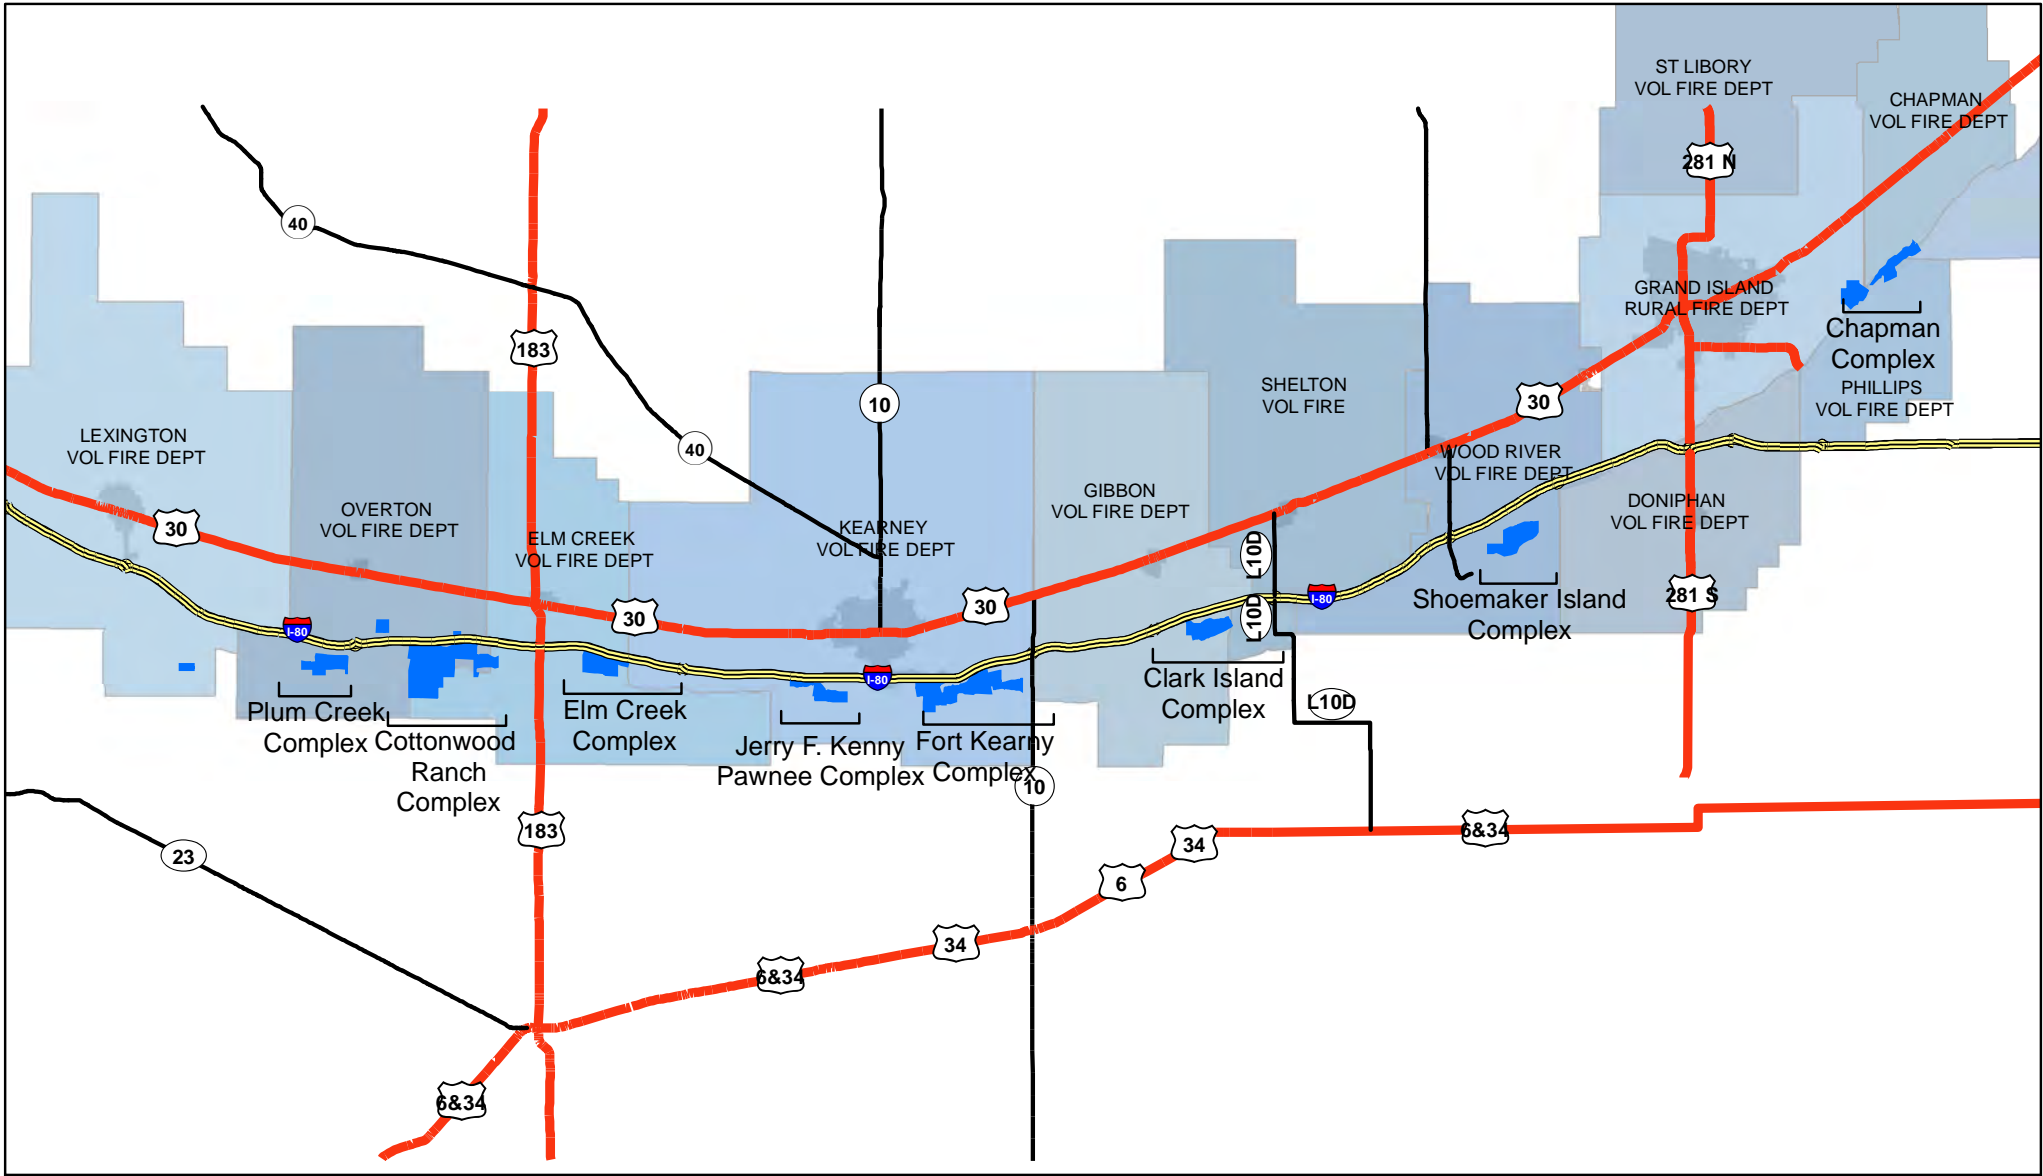 ST LIBORY
VOL FIRE DEPT
CHAPMAN
VOL FIRE DEPT
281 N
40
GRAND ISLAND
RURAL FIRE DEPT
Chapman
Complex
183
10
30
SHELTON
VOL FIRE
PHILLIPS
VOL FIRE DEPT
LEXINGTON
VOL FIRE DEPT
40
WOOD RIVER
VOL FIRE DEPT
GIBBON
VOL FIRE DEPT
DONIPHAN
VOL FIRE DEPT
OVERTON
VOL FIRE DEPT
30
KEARNEY
VOL FIRE DEPT
ELM CREEK
VOL FIRE DEPT
L10D
L10D
I-80
281 S
Shoemaker Island
Complex
30
30
I-80
I-80
Clark Island
Complex
L10D
Plum Creek
Complex
Cottonwood
Ranch
Complex
Elm Creek
Complex
Jerry F. Kenny
Pawnee Complex
Fort Kearny
Complex
10
183
6&34
34
23
6
34
6&34
6&34